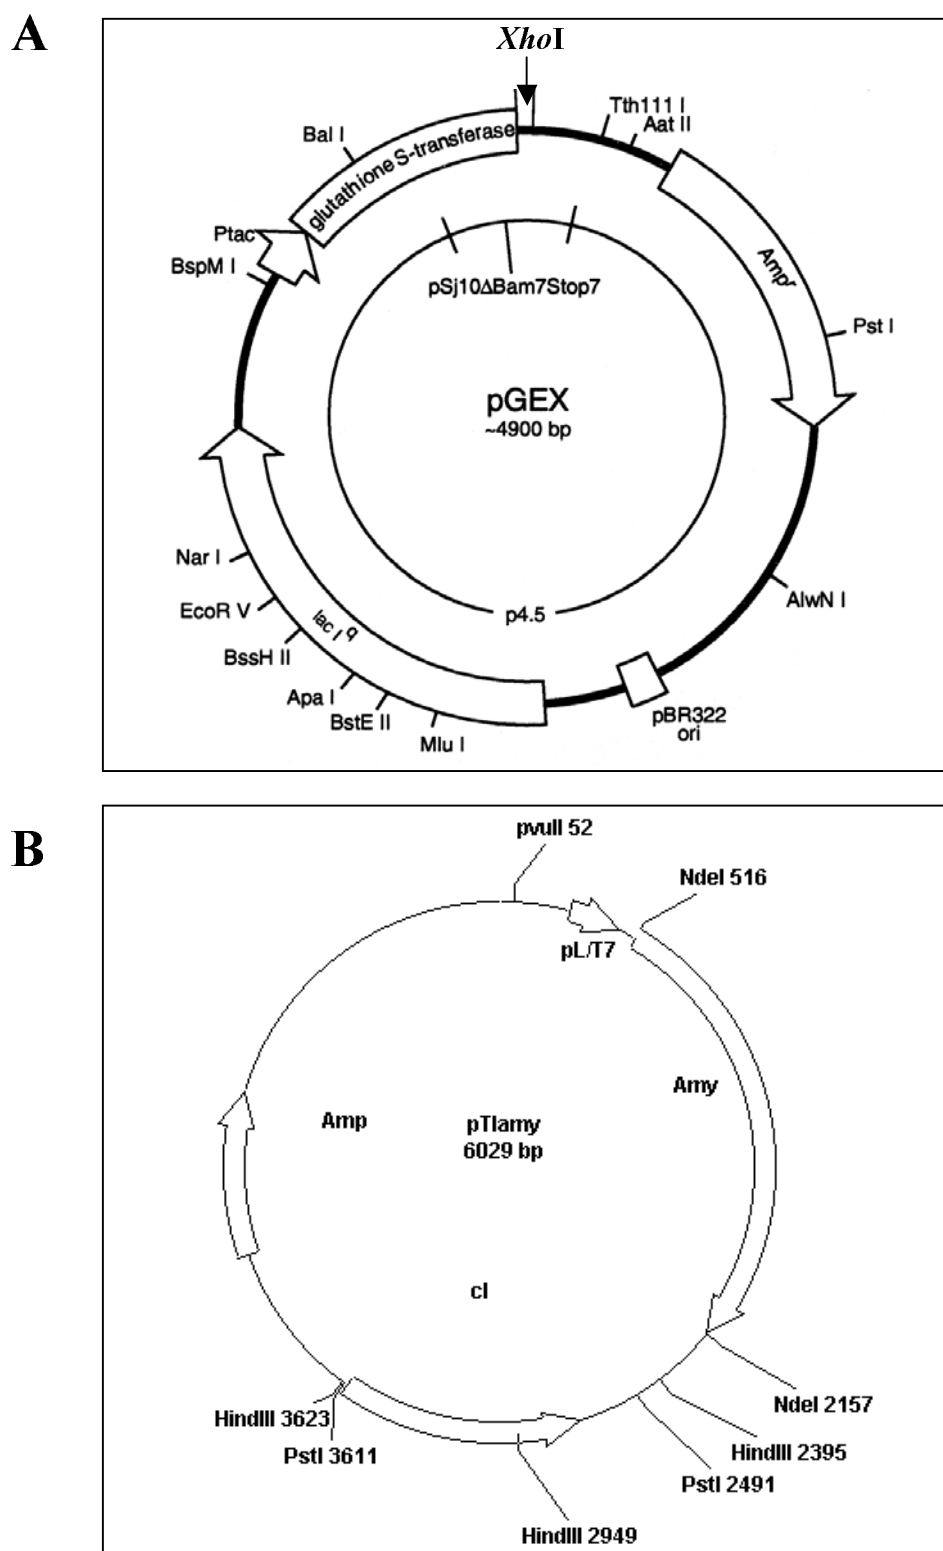 A
XhoI
Tth111 I
Aat II
Bal I
glutathione S-transferase
Ptac
BspM I
Ampr
pSj10ΔBam7Stop7
Pst I
pGEX
~4900 bp
Nar I
EcoR V
BssH II
Apa I
BstE II
Mlu I
lac Iq
p4.5
AlwN I
pBR322
ori
B
pvuII 52
NdeI 516
pL/T7
Amy
Amp
pTIamy
6029 bp
cI
NdeI 2157
HindIII 3623
PstI 3611
HindIII 2395
PstI 2491
HindIII 2949